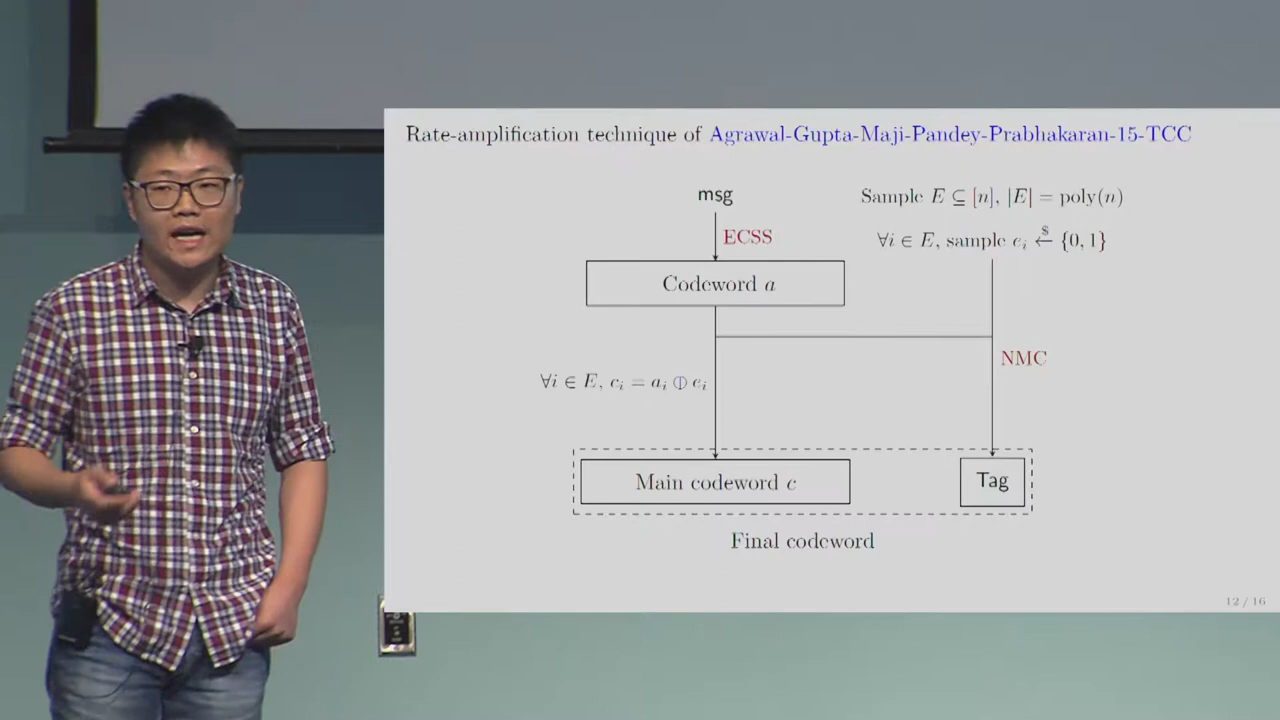 Rate-amplification technique of Agrawal-Gupta-Maji-Pandey-Prabhakaran-15-TCC
msg
Sample E ⊆ [n], |E| = poly(n)
ECSS
∀i ∈ E, sample e_i ←$ {0, 1}
Codeword a
NMC
∀i ∈ E, c_i = a_i ⊕ e_i
Main codeword c
Tag
Final codeword
12 / 16